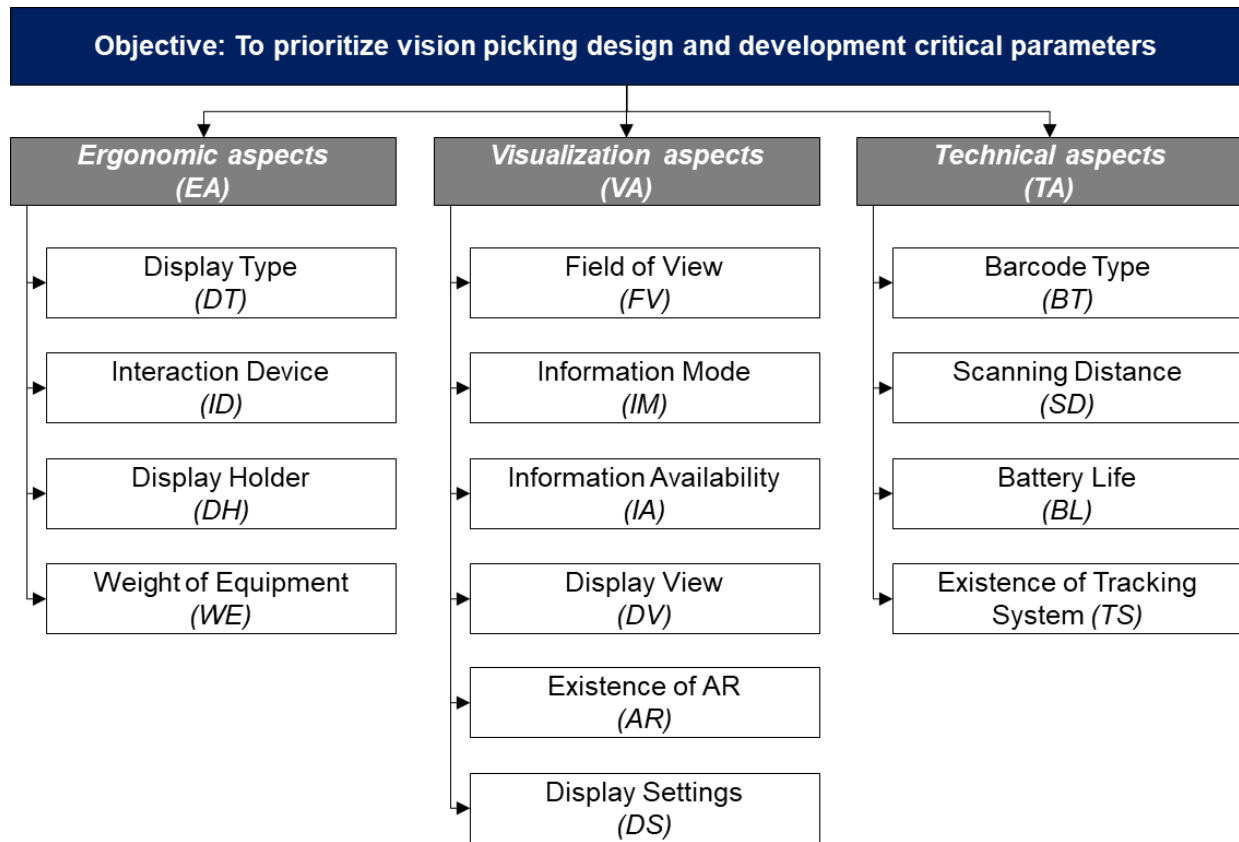 Objective: To prioritize vision picking design and development critical parameters
Ergonomic aspects
(EA)
Display Type
(DT)
Interaction Device
(ID)
Display Holder
(DH)
Weight of Equipment
(WE)
Visualization aspects
(VA)
Field of View
(FV)
Information Mode
(IM)
Information Availability
(IA)
Display View
(DV)
Existence of AR
(AR)
Display Settings
(DS)
Technical aspects
(TA)
Barcode Type
(BT)
Scanning Distance
(SD)
Battery Life
(BL)
Existence of Tracking
System (TS)